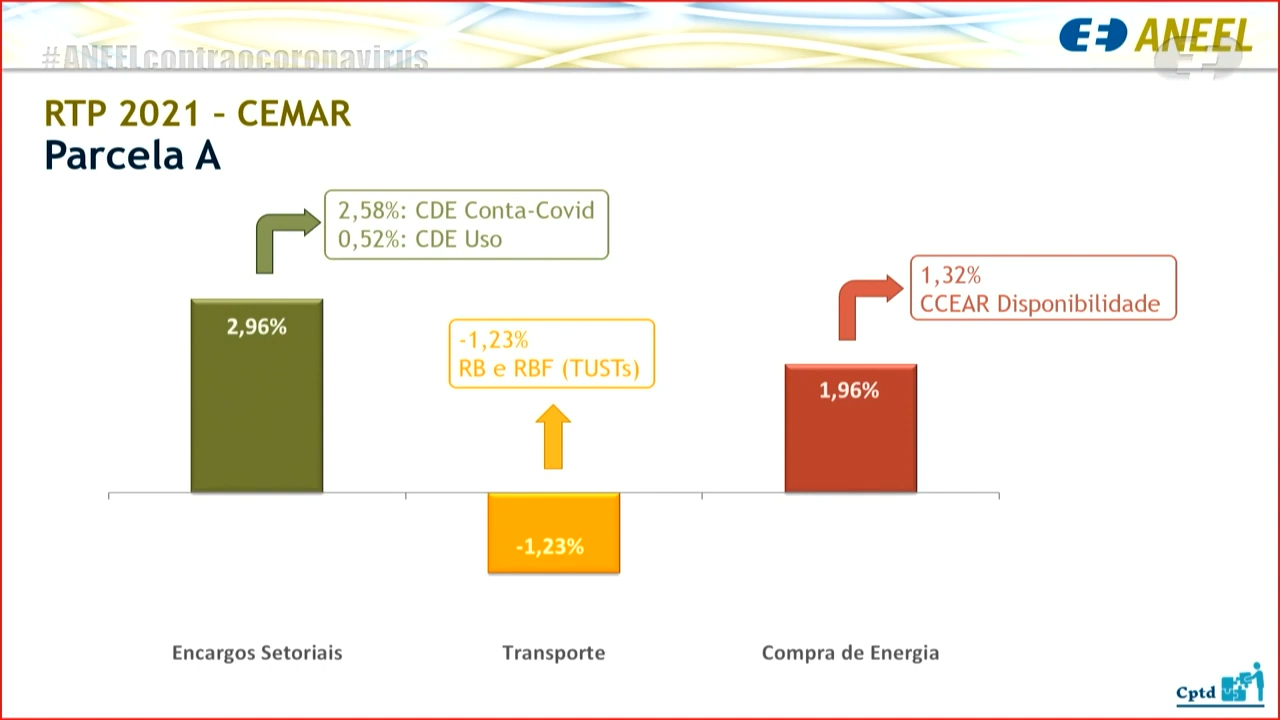 #ANEELcontraocoronavirus
ANEEL
RTP 2021 – CEMAR
Parcela A
2,58%: CDE Conta-Covid
0,52%: CDE Uso
1,32%
CCEAR Disponibilidade
2,96%
-1,23%
RB e RBF (TUSTs)
1,96%
-1,23%
Encargos Setoriais
Transporte
Compra de Energia
Cptd